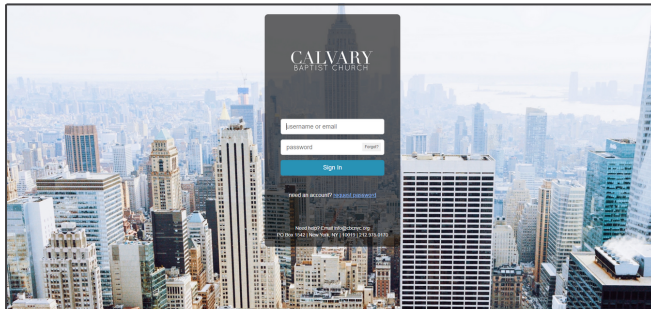 CALVARY
BAPTIST CHURCH
username or email
password
Forgot?
Sign In
need an account? request password
Need help? Email info@cbcnyc.org
PO Box 1542 | New York, NY | 10019 | 212.975.0170